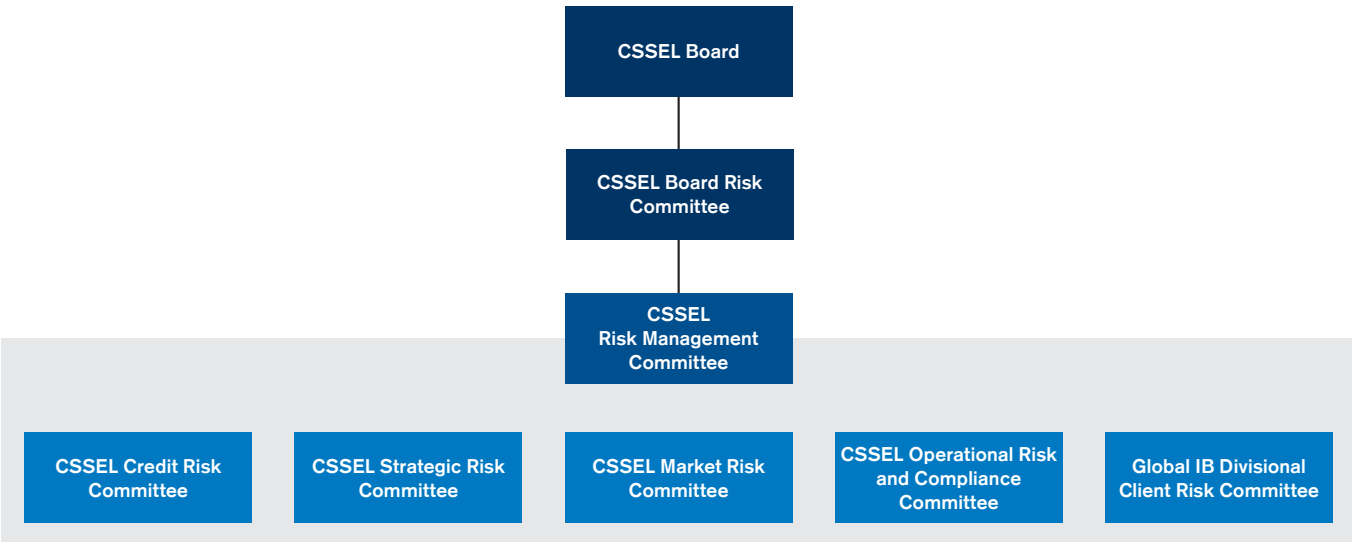 CSSEL Board
CSSEL Board Risk
Committee
CSSEL
Risk Management
Committee
CSSEL Credit Risk
Committee
CSSEL Strategic Risk
Committee
CSSEL Market Risk
Committee
CSSEL Operational Risk
and Compliance
Committee
Global IB Divisional
Client Risk Committee